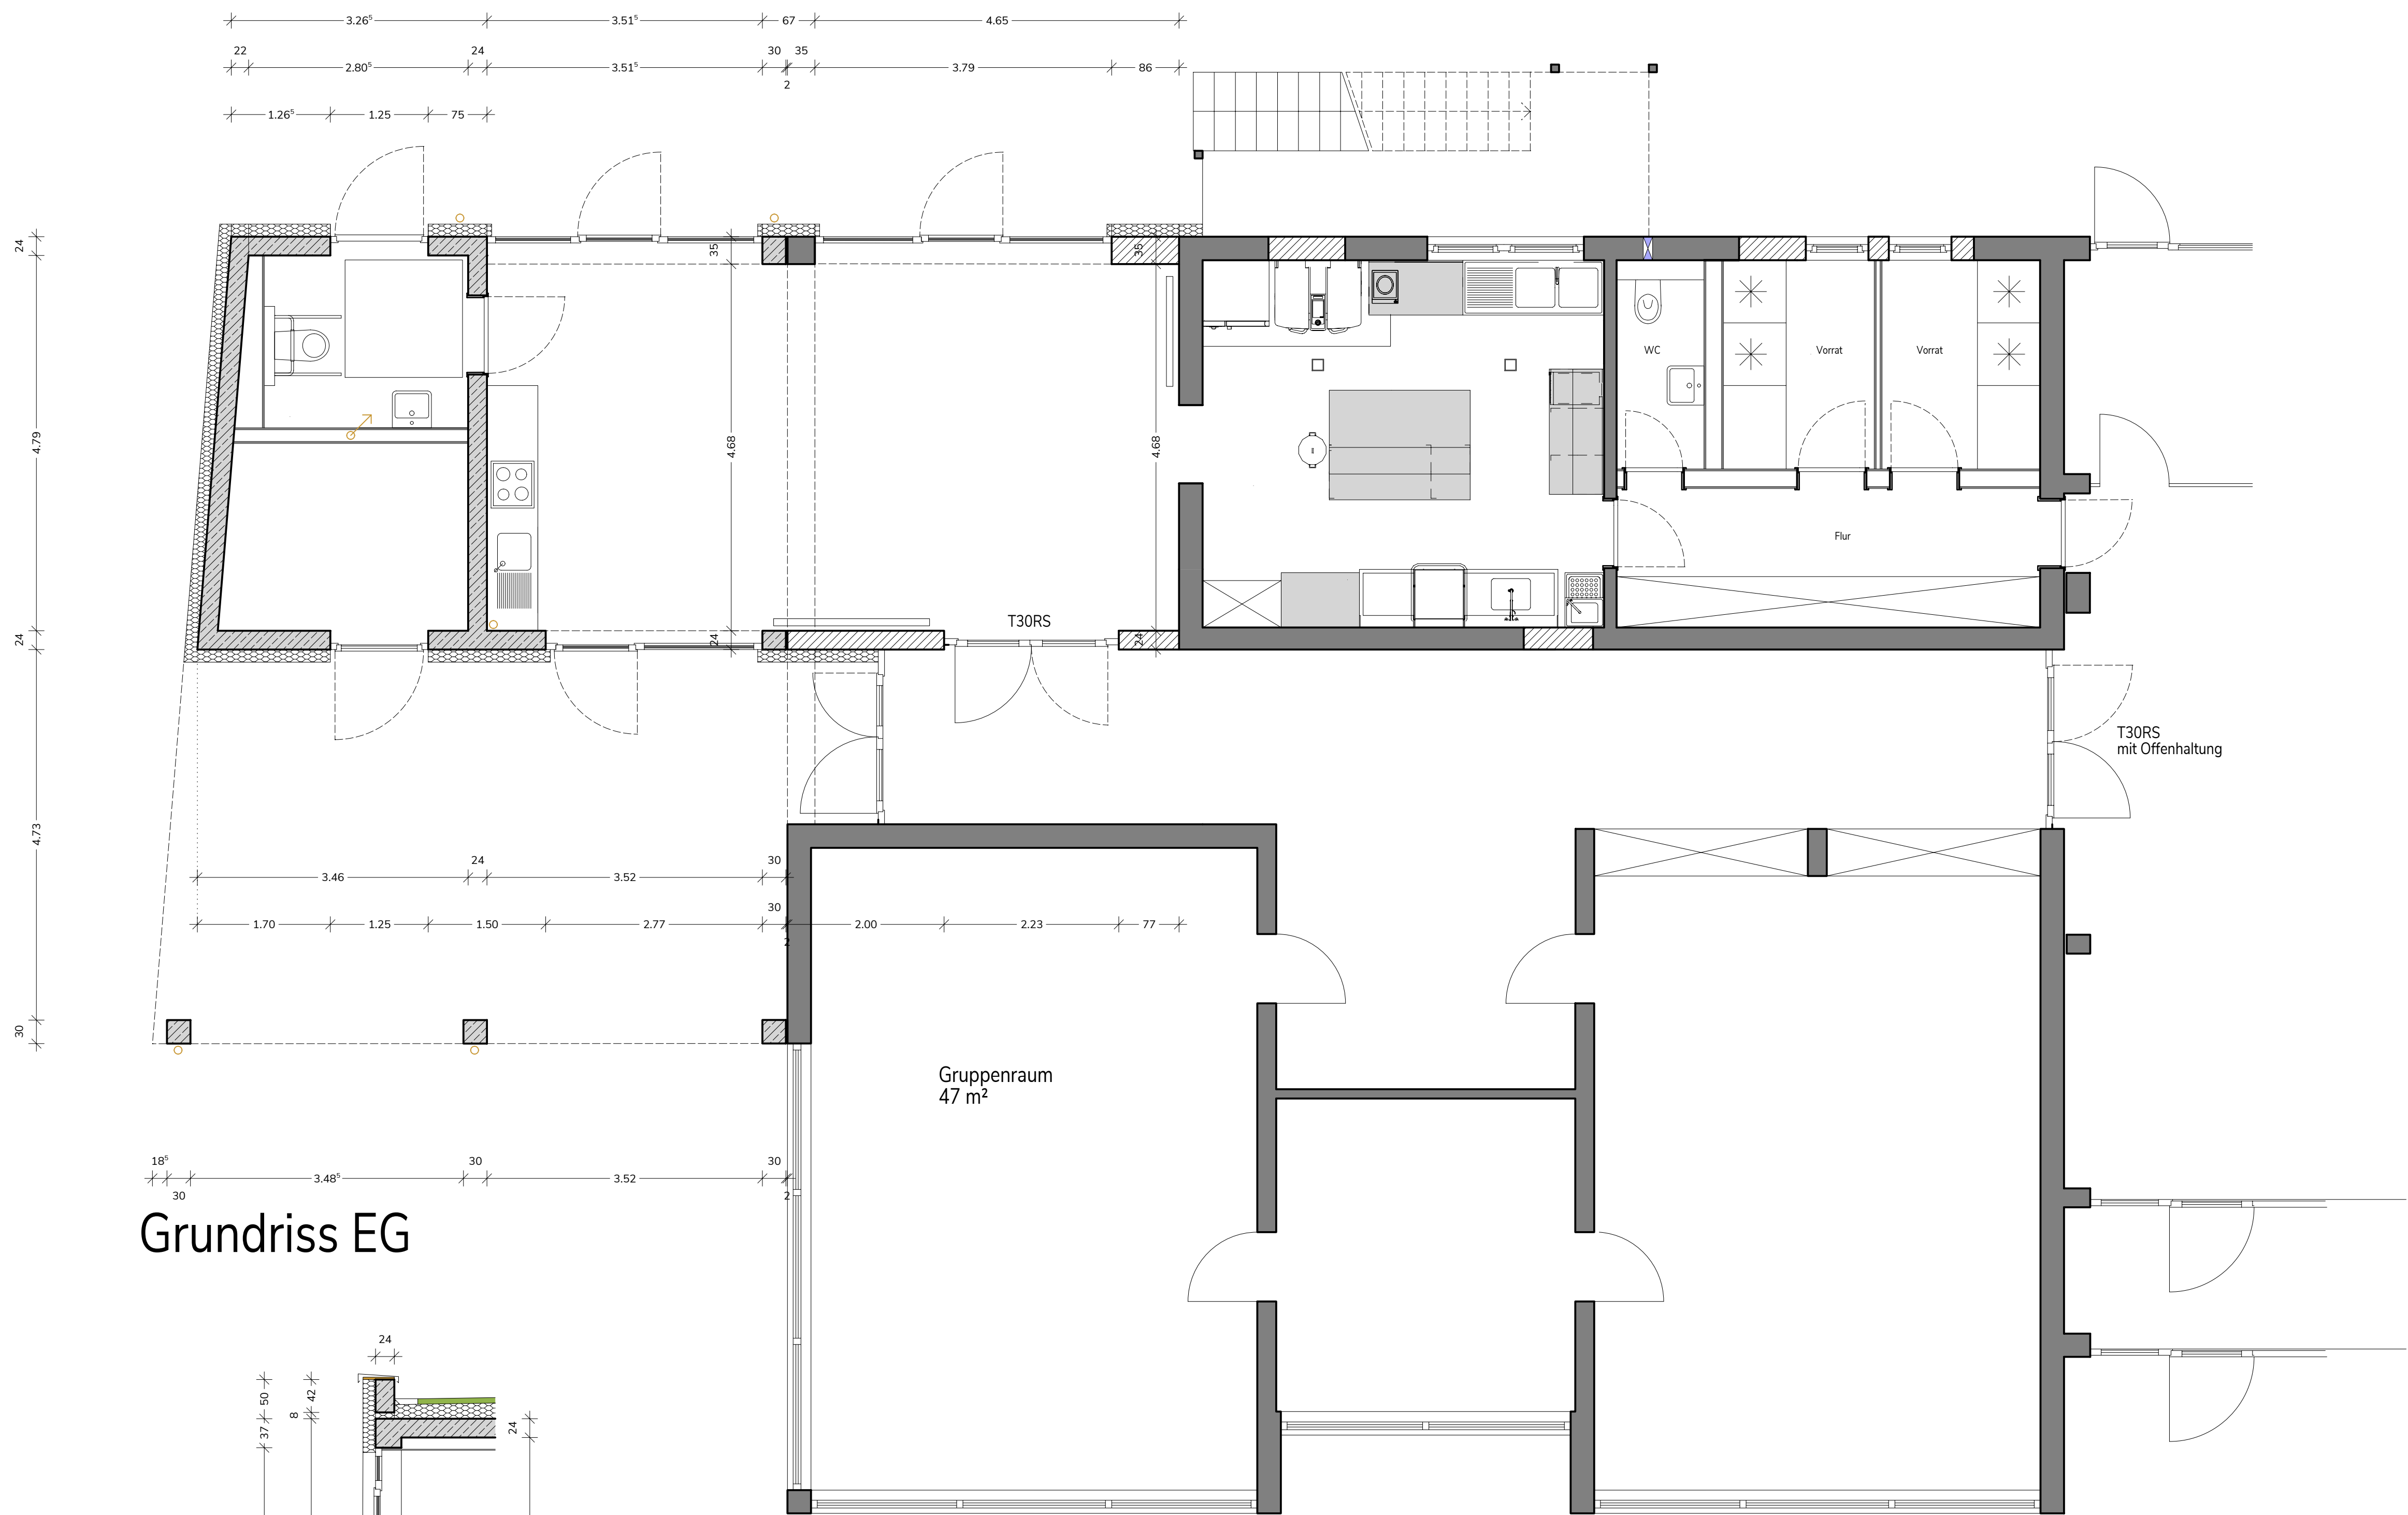 3.26⁵ 3.51⁵ 67 4.65
22 24 30 35
2.80⁵ 3.51⁵ 3.79 86
2
1.26⁵ 1.25 75
24
35
35
4.79
4.68
4.68
WC
Vorrat
Vorrat
Flur
T30RS
24
24
24
T30RS
mit Offenhaltung
4.73
24 30
3.46 3.52
30
1.70 1.25 1.50 2.77 2.00 2.23 77
2
30
Gruppenraum
47 m²
18⁵ 30 30
3.48⁵ 3.52
30 2
Grundriss EG
24
50
42
8
37
24